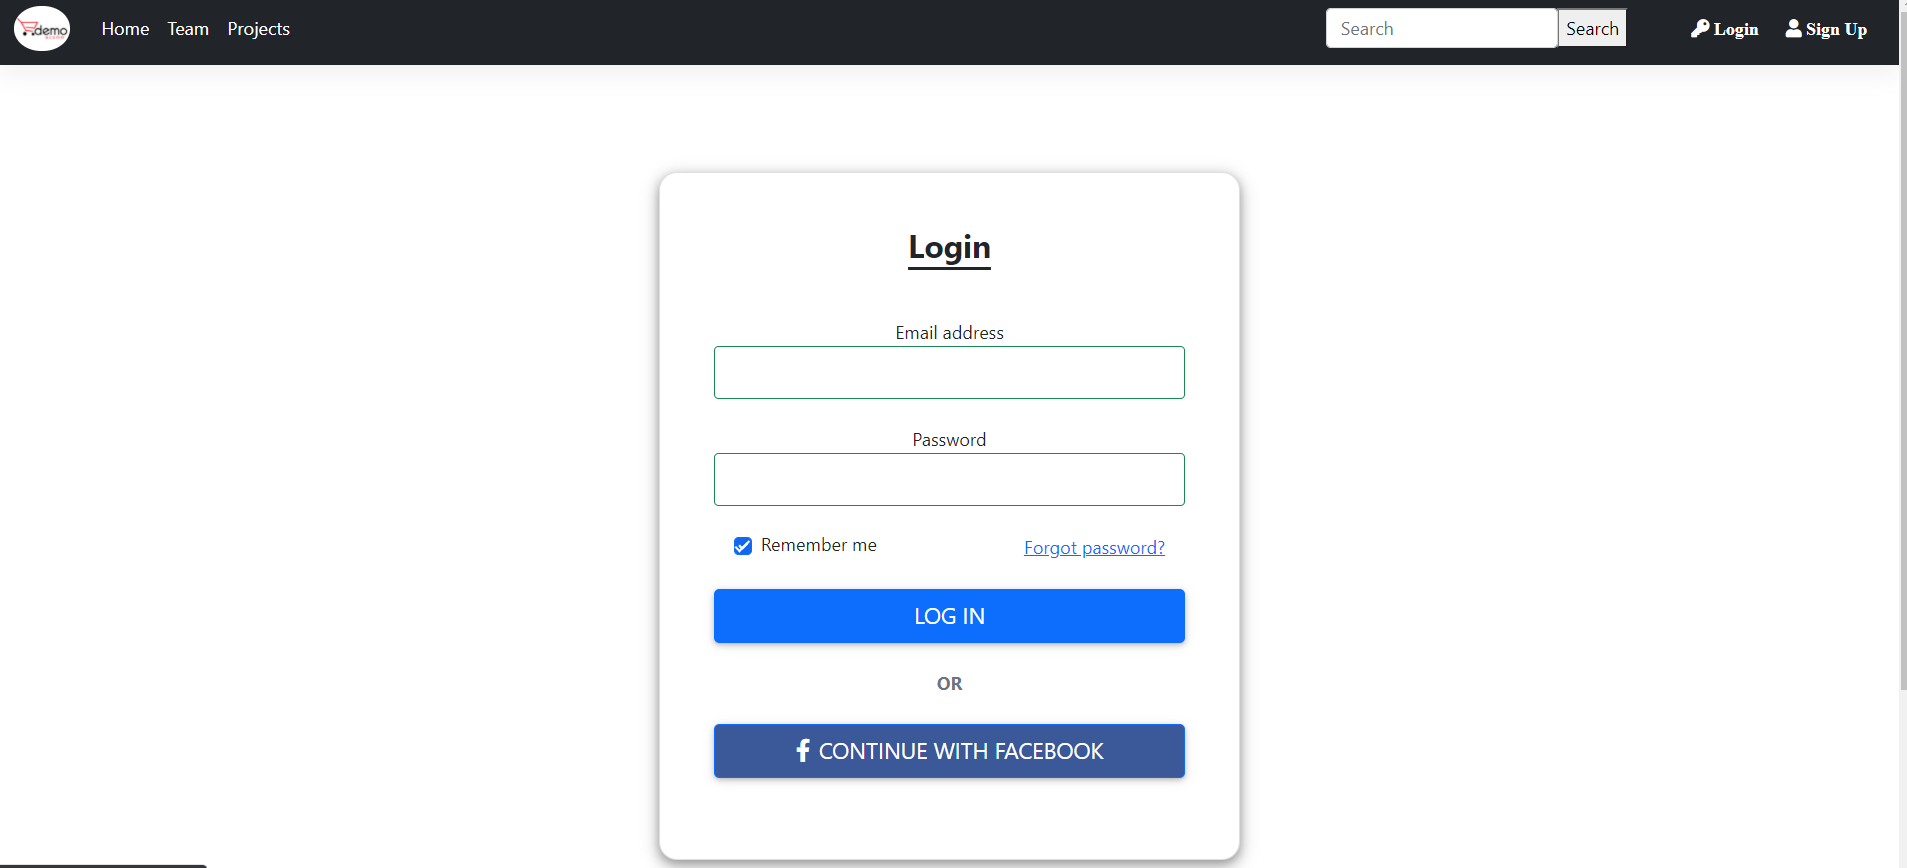 demo
Home Team Projects
Search Search
Login Sign Up
Login
Email address
Password
Remember me Forgot password?
LOG IN
OR
CONTINUE WITH FACEBOOK